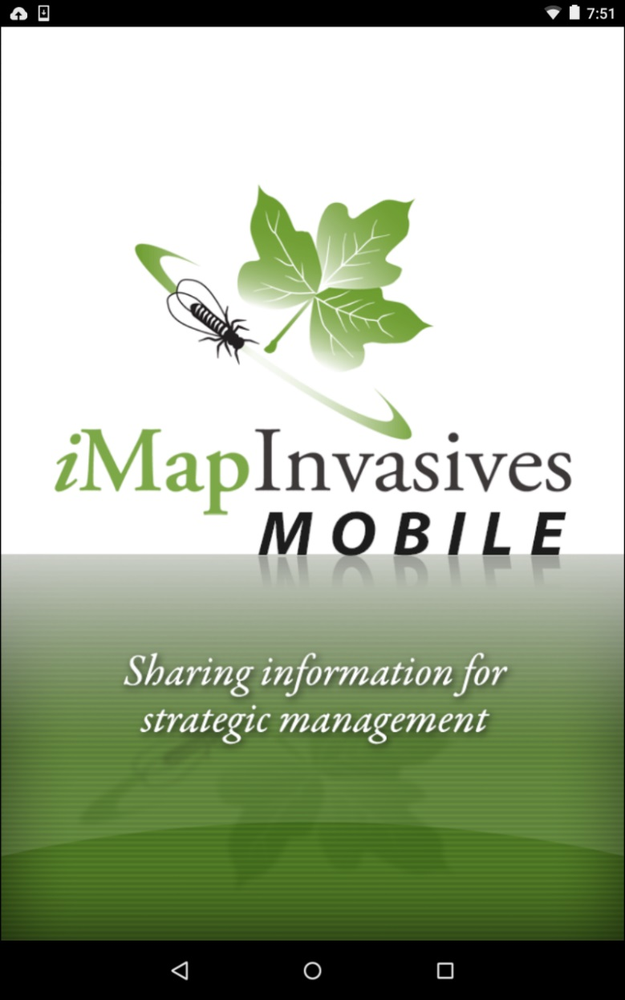 7:51
iMapInvasives
MOBILE
Sharing information for
strategic management